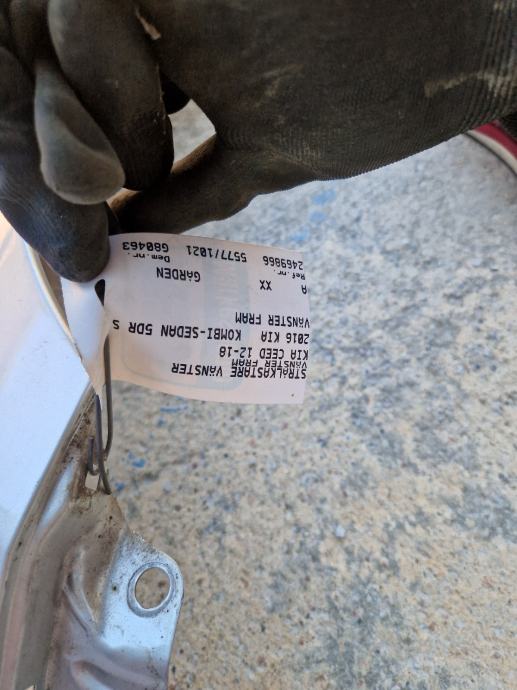 STRÅLKASTARE VÄNSTER
VÄNSTER FRAM
KIA CEED 12-18
2016 KIA KOMBI-SEDAN 5DR S
VÄNSTER FRAM
A XX GÅRDEN
Ref.nr. Dem.nr.
2469866 5577/1021 G80463